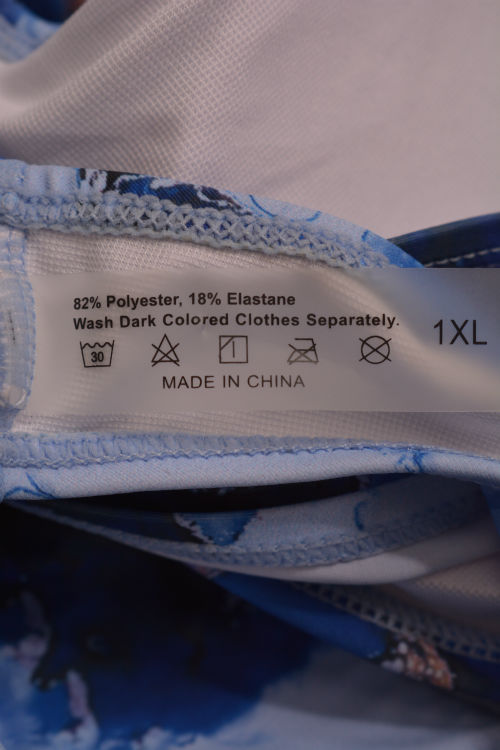 82% Polyester, 18% Elastane
Wash Dark Colored Clothes Separately.
1XL
30
MADE IN CHINA